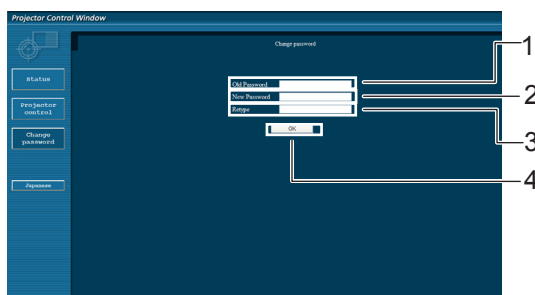 Projector Control Window
Change password
1
Status
Old Password
New Password
2
Projector
control
Retype
3
OK
Change
password
4
Japanese